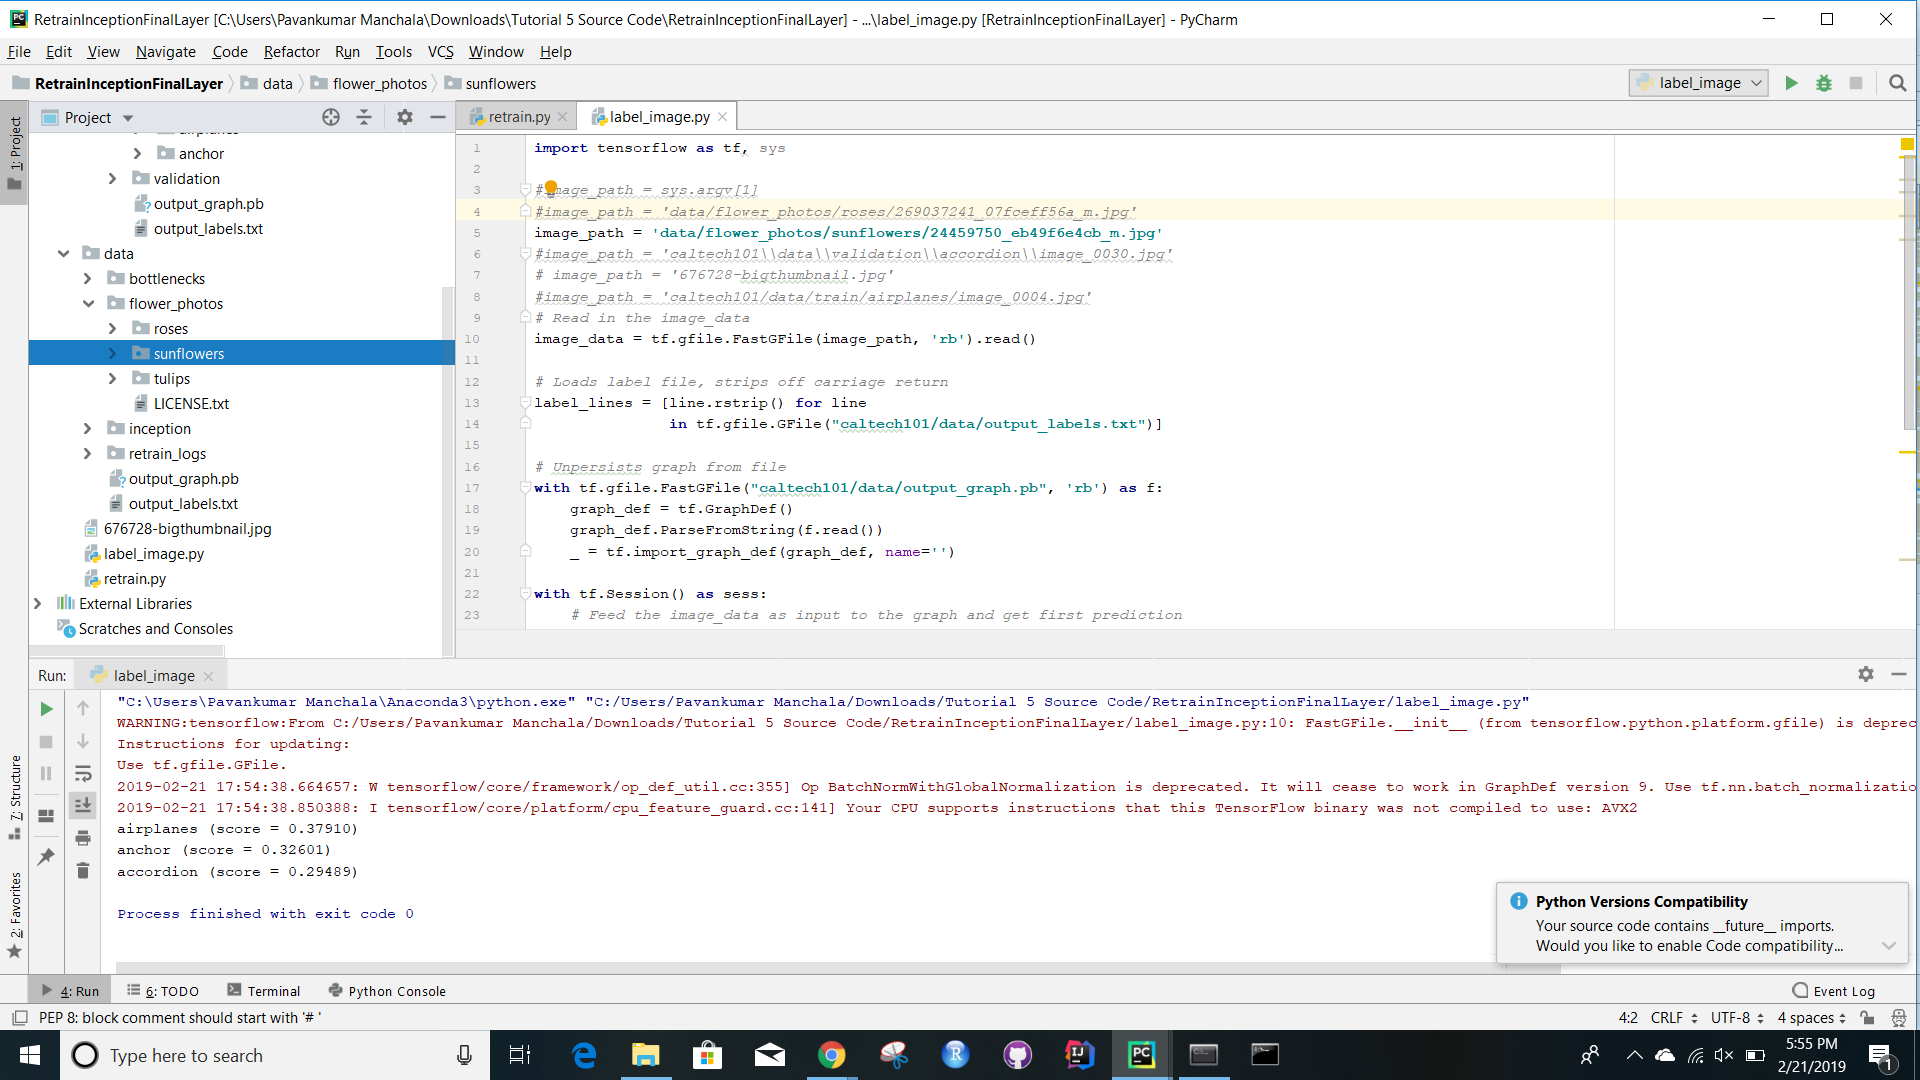 RetrainInceptionFinalLayer [C:\Users\Pavankumar Manchala\Downloads\Tutorial 5 Source Code\RetrainInceptionFinalLayer] - ...\label_image.py [RetrainInceptionFinalLayer] - PyCharm
File Edit View Navigate Code Refactor Run Tools VCS Window Help
RetrainInceptionFinalLayer data flower_photos sunflowers
label_image
1: Project
Project
anchor
validation
output_graph.pb
output_labels.txt
data
bottlenecks
flower_photos
roses
sunflowers
tulips
LICENSE.txt
inception
retrain_logs
output_graph.pb
output_labels.txt
676728-bigthumbnail.jpg
label_image.py
retrain.py
External Libraries
Scratches and Consoles
retrain.py label_image.py
1 import tensorflow as tf, sys
2
3 #image_path = sys.argv[1]
4 #image_path = 'data/flower_photos/roses/269037241_07fceff56a_m.jpg'
5 image_path = 'data/flower_photos/sunflowers/24459750_eb49f6e4cb_m.jpg'
6 #image_path = 'caltech101\\data\\validation\\accordion\\image_0030.jpg'
7 # image_path = '676728-bigthumbnail.jpg'
8 #image_path = 'caltech101/data/train/airplanes/image_0004.jpg'
9 # Read in the image_data
10 image_data = tf.gfile.FastGFile(image_path, 'rb').read()
11
12 # Loads label file, strips off carriage return
13 label_lines = [line.rstrip() for line
14 in tf.gfile.GFile("caltech101/data/output_labels.txt")]
15
16 # Unpersists graph from file
17 with tf.gfile.FastGFile("caltech101/data/output_graph.pb", 'rb') as f:
18 graph_def = tf.GraphDef()
19 graph_def.ParseFromString(f.read())
20 _ = tf.import_graph_def(graph_def, name='')
21
22 with tf.Session() as sess:
23 # Feed the image_data as input to the graph and get first prediction
Run: label_image
"C:\Users\Pavankumar Manchala\Anaconda3\python.exe" "C:/Users/Pavankumar Manchala/Downloads/Tutorial 5 Source Code/RetrainInceptionFinalLayer/label_image.py"
WARNING:tensorflow:From C:/Users/Pavankumar Manchala/Downloads/Tutorial 5 Source Code/RetrainInceptionFinalLayer/label_image.py:10: FastGFile.__init__ (from tensorflow.python.platform.gfile) is deprec
Instructions for updating:
Use tf.gfile.GFile.
2019-02-21 17:54:38.664657: W tensorflow/core/framework/op_def_util.cc:355] Op BatchNormWithGlobalNormalization is deprecated. It will cease to work in GraphDef version 9. Use tf.nn.batch_normalizatio
2019-02-21 17:54:38.850388: I tensorflow/core/platform/cpu_feature_guard.cc:141] Your CPU supports instructions that this TensorFlow binary was not compiled to use: AVX2
airplanes (score = 0.37910)
anchor (score = 0.32601)
accordion (score = 0.29489)
Process finished with exit code 0
7: Structure
2: Favorites
Python Versions Compatibility
Your source code contains __future__ imports.
Would you like to enable Code compatibility...
4: Run 6: TODO Terminal Python Console
Event Log
PEP 8: block comment should start with '# '
4:2 CRLF UTF-8 4 spaces
Type here to search
5:55 PM
2/21/2019
1